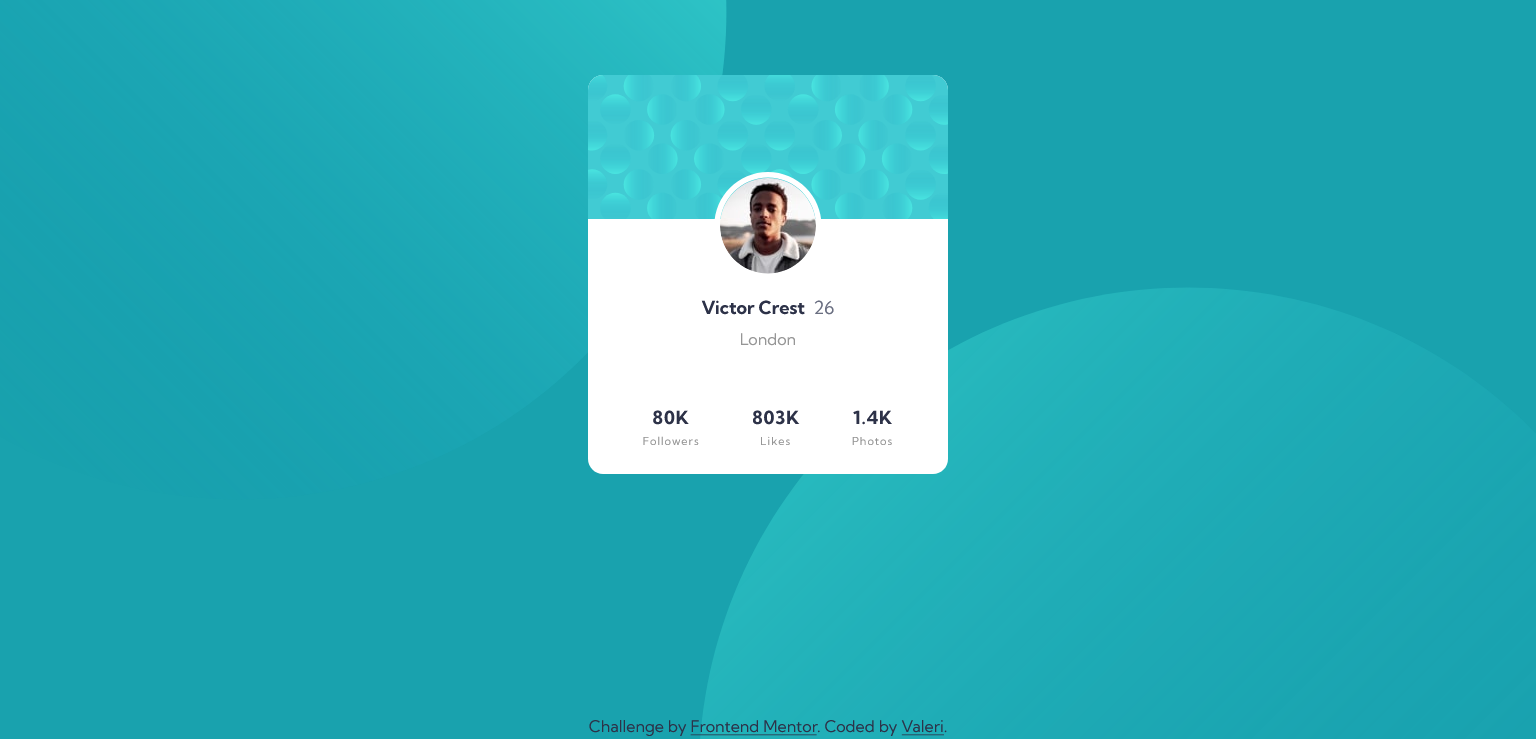 Victor Crest 26
London
80K 803K 1.4K
Followers Likes Photos
Challenge by Frontend Mentor. Coded by Valeri.